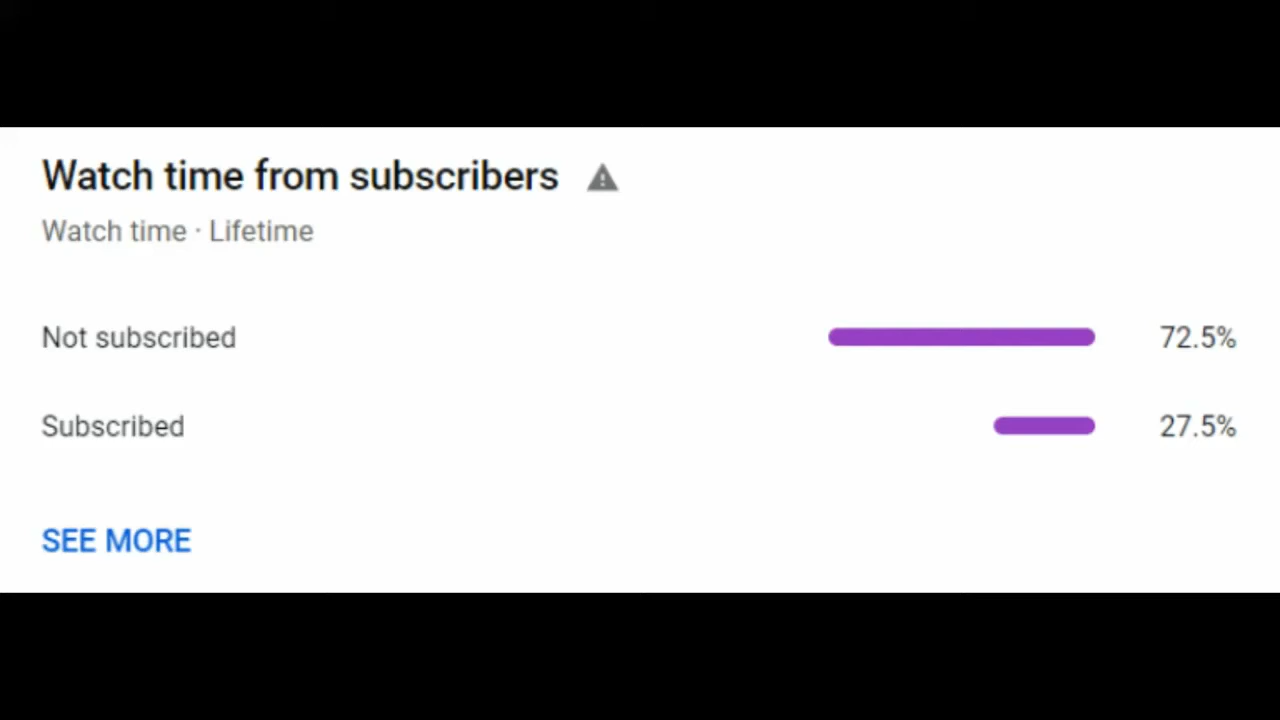 Watch time from subscribers
Watch time · Lifetime
Not subscribed 72.5%
Subscribed 27.5%
SEE MORE